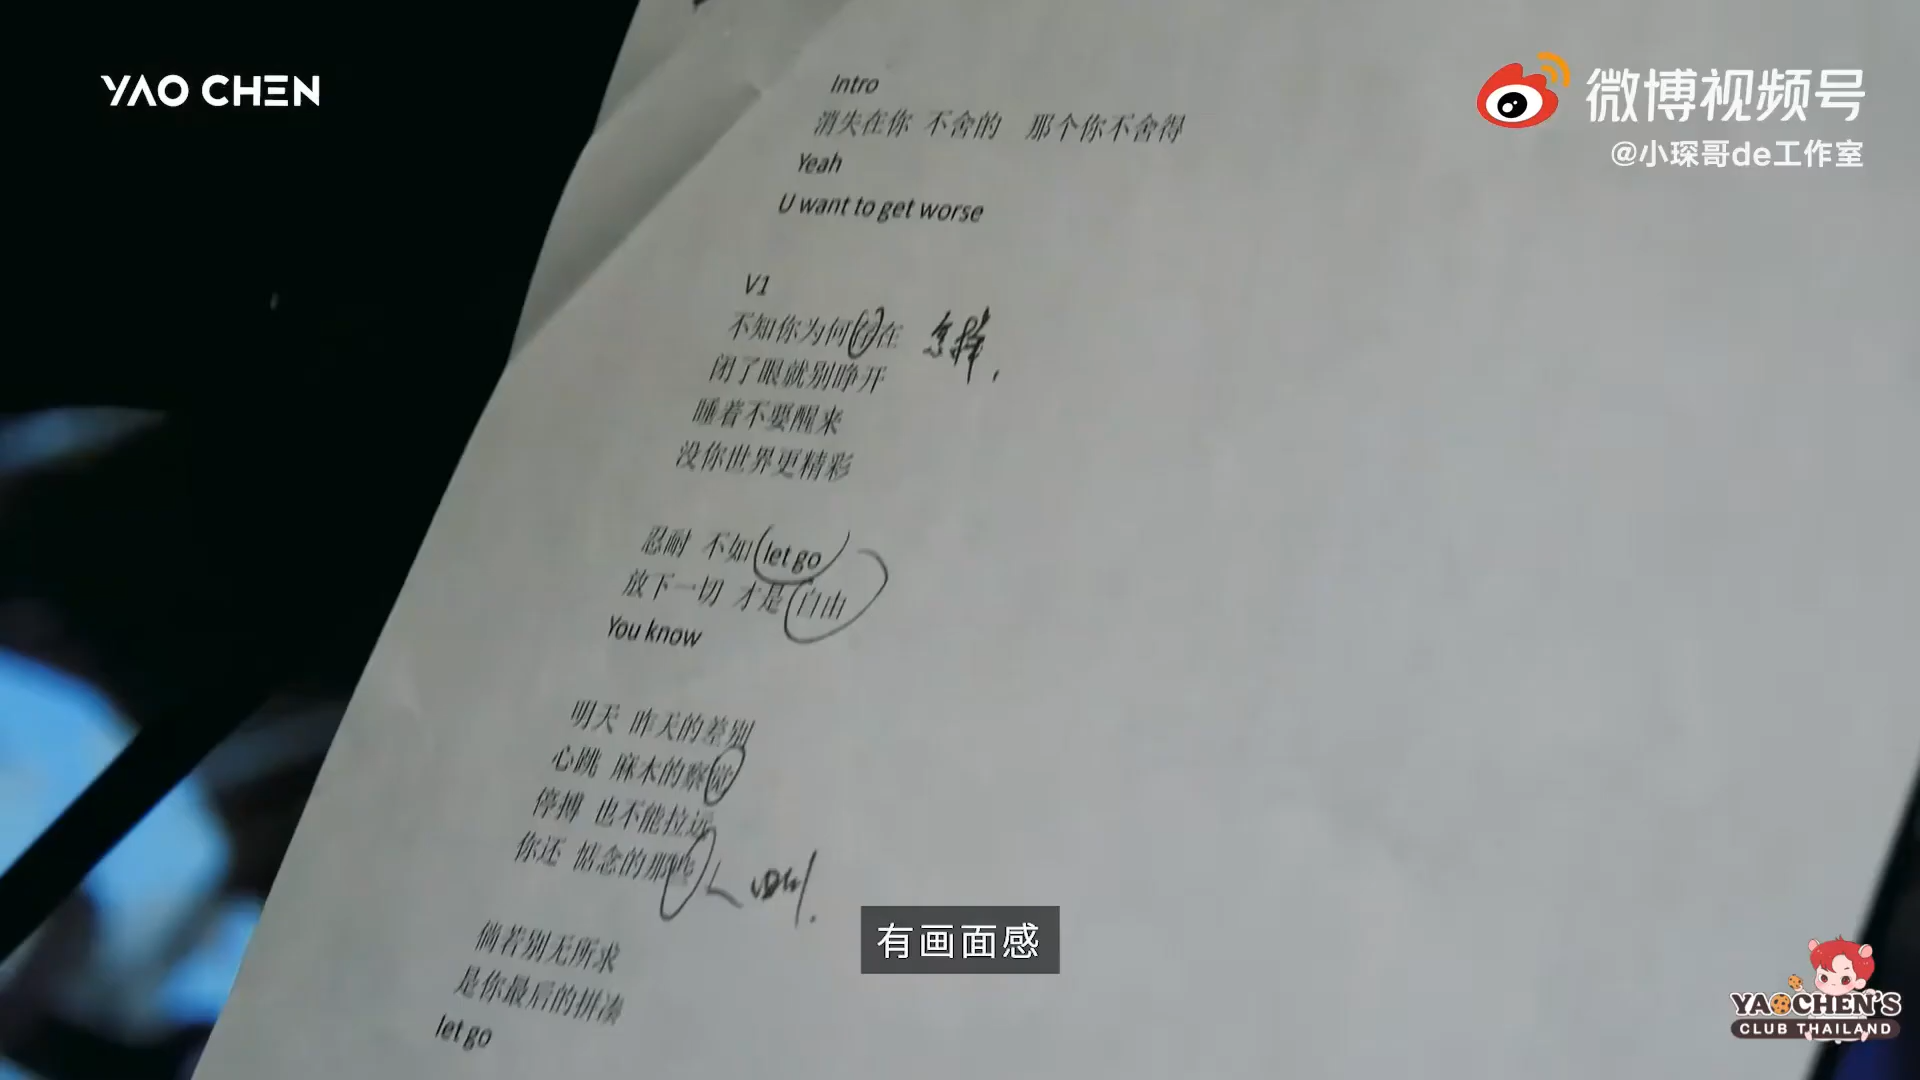 YAO CHEN
微博视频号
@小琛哥de工作室
Intro
消失在你 不舍的 那个你不舍得
Yeah
U want to get worse
V1
不知你为何存在
闭了眼就别睁开
睡着不要醒来
没你世界更精彩
忍耐 不如 let go
放下一切 才是自由
You know
明天 昨天的差别
心跳 麻木的察觉
停搏 也不能拉远
你还 惦念的那些
倘若别无所求
是你最后的拼凑
let go
有画面感
YAOCHEN'S
CLUB THAILAND